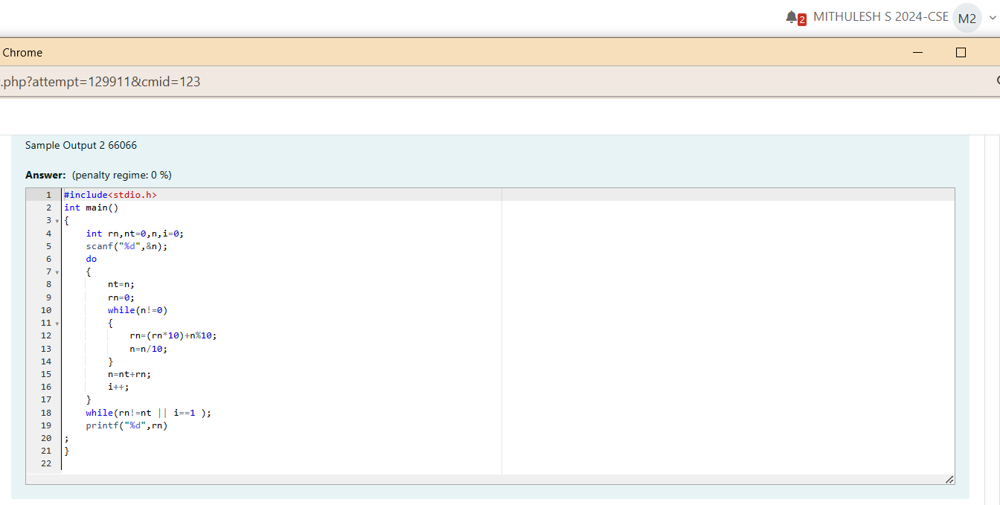 2 MITHULESH S 2024-CSE M2
Chrome
.php?attempt=129911&cmid=123
Sample Output 2 66066
Answer: (penalty regime: 0 %)
1 #include<stdio.h>
2 int main()
3 {
4     int rn,nt=0,n,i=0;
5     scanf("%d",&n);
6     do
7     {
8         nt=n;
9         rn=0;
10         while(n!=0)
11         {
12             rn=(rn*10)+n%10;
13             n=n/10;
14         }
15         n=nt+rn;
16         i++;
17     }
18     while(rn!=nt || i==1 );
19     printf("%d",rn)
20 ;
21 }
22